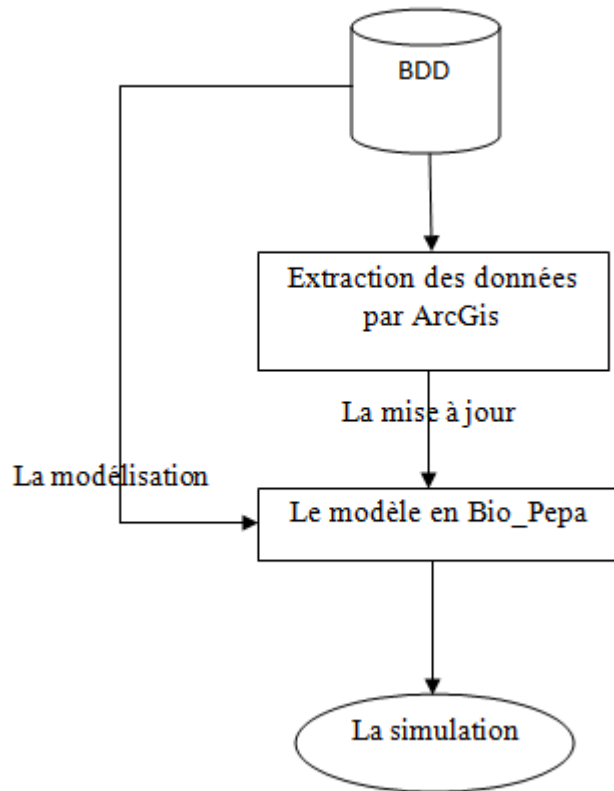 BDD
Extraction des données
par ArcGis
La mise à jour
La modélisation
Le modèle en Bio_Pepa
La simulation